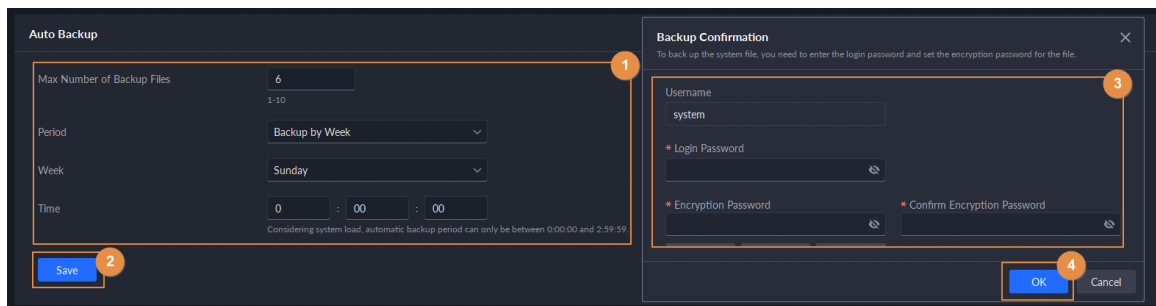 Auto Backup
Max Number of Backup Files
6
1-10
Period
Backup by Week
Week
Sunday
Time
0 : 00 : 00
Considering system load, automatic backup period can only be between 0:00:00 and 2:59:59.
1
Save
2
Backup Confirmation
To back up the system file, you need to enter the login password and set the encryption password for the file.
3
Username
system
* Login Password
* Encryption Password
* Confirm Encryption Password
4
OK
Cancel